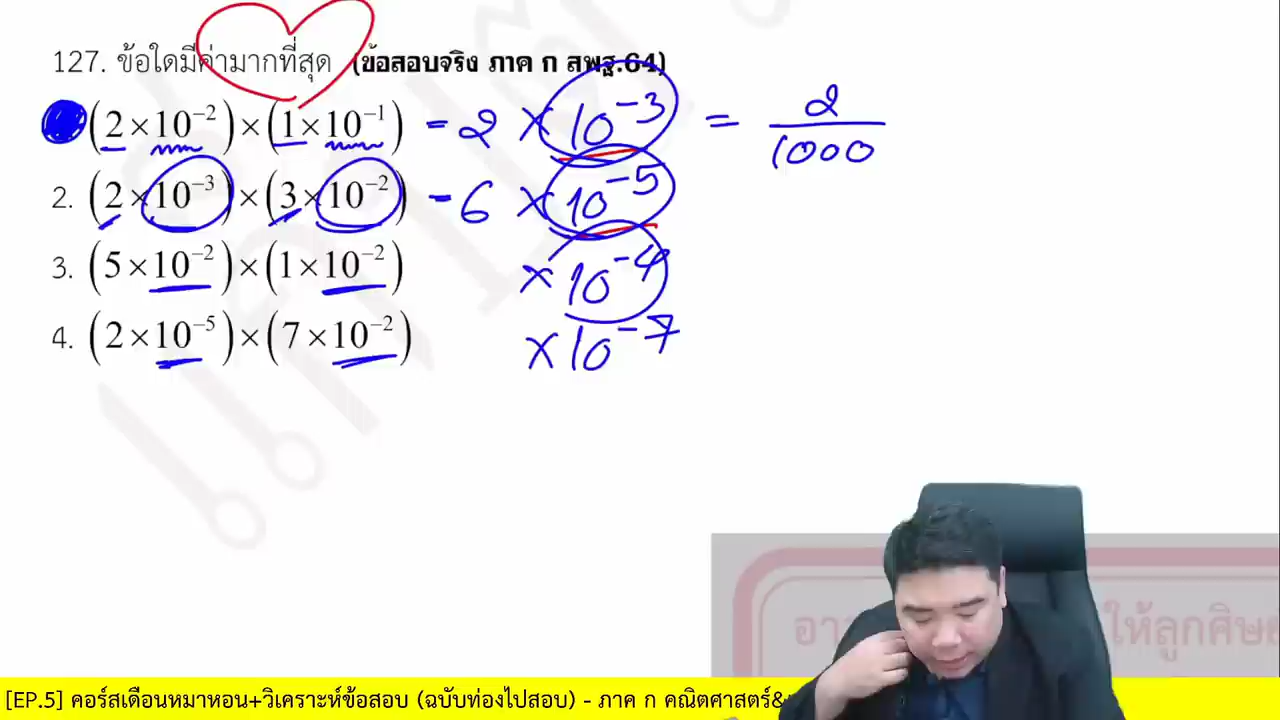 127. ข้อใดมีค่ามากที่สุด (ข้อสอบจริง ภาค ก สพฐ.64)
(2×10⁻²)×(1×10⁻¹) = 2 × 10⁻³ = 2/1000
2. (2×10⁻³)×(3×10⁻²) = 6 × 10⁻⁵
3. (5×10⁻²)×(1×10⁻²) × 10⁻⁴
4. (2×10⁻⁵)×(7×10⁻²) × 10⁻⁷
ให้ลูกศิษ
[EP.5] คอร์สเดือนหมาหอน+วิเคราะห์ข้อสอบ (ฉบับท่องไปสอบ) - ภาค ก คณิตศาสตร์&